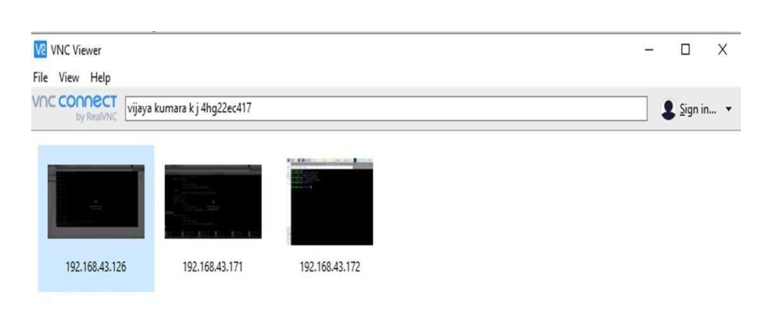 VNC Viewer
File View Help
vnc connect
by RealVNC
vijaya kumara k j 4hg22ec417
Sign in...
192.168.43.126 192.168.43.171 192.168.43.172